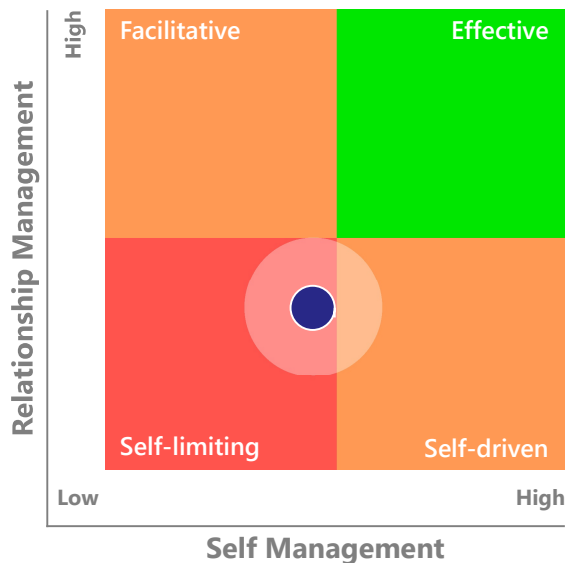 High
Facilitative
Effective
Relationship Management
Self-limiting
Self-driven
Low
High
Self Management